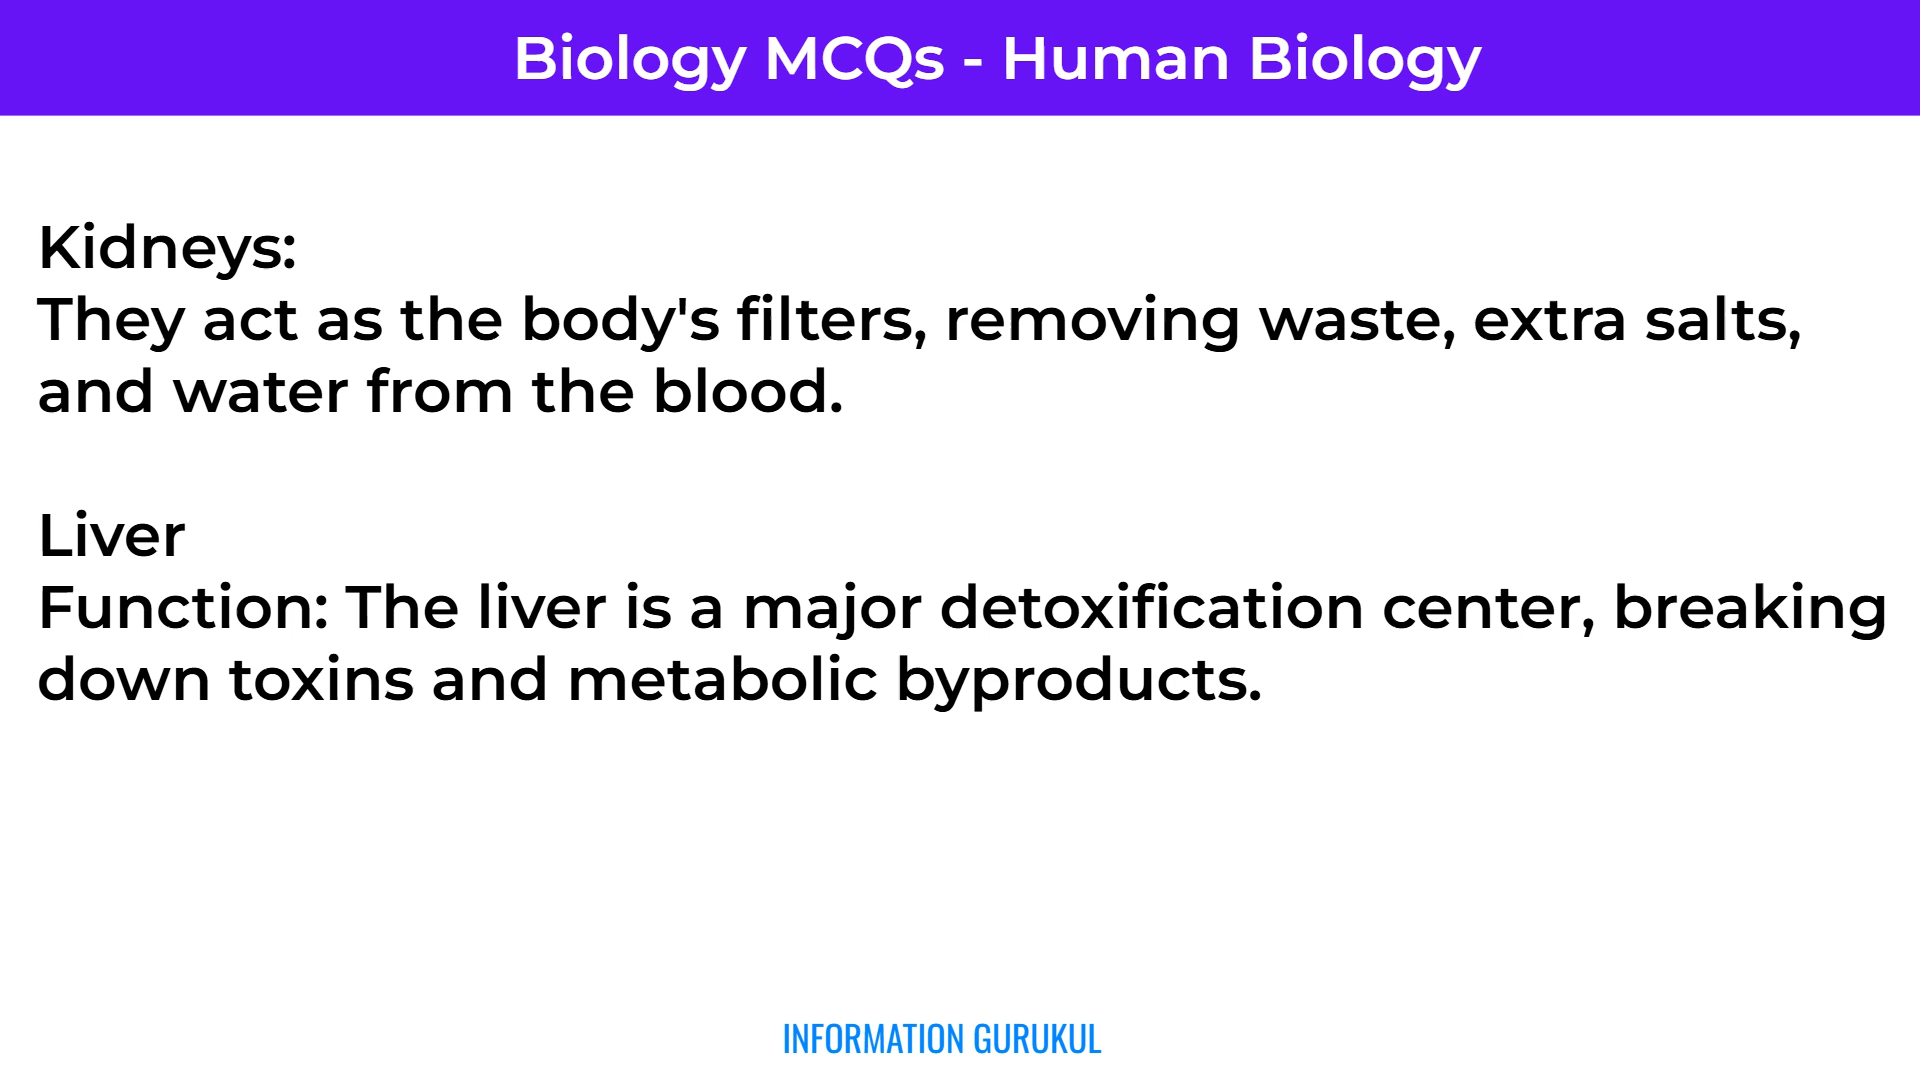 Biology MCQs - Human Biology
Kidneys:
They act as the body's filters, removing waste, extra salts,
and water from the blood.
Liver
Function: The liver is a major detoxification center, breaking
down toxins and metabolic byproducts.
INFORMATION GURUKUL